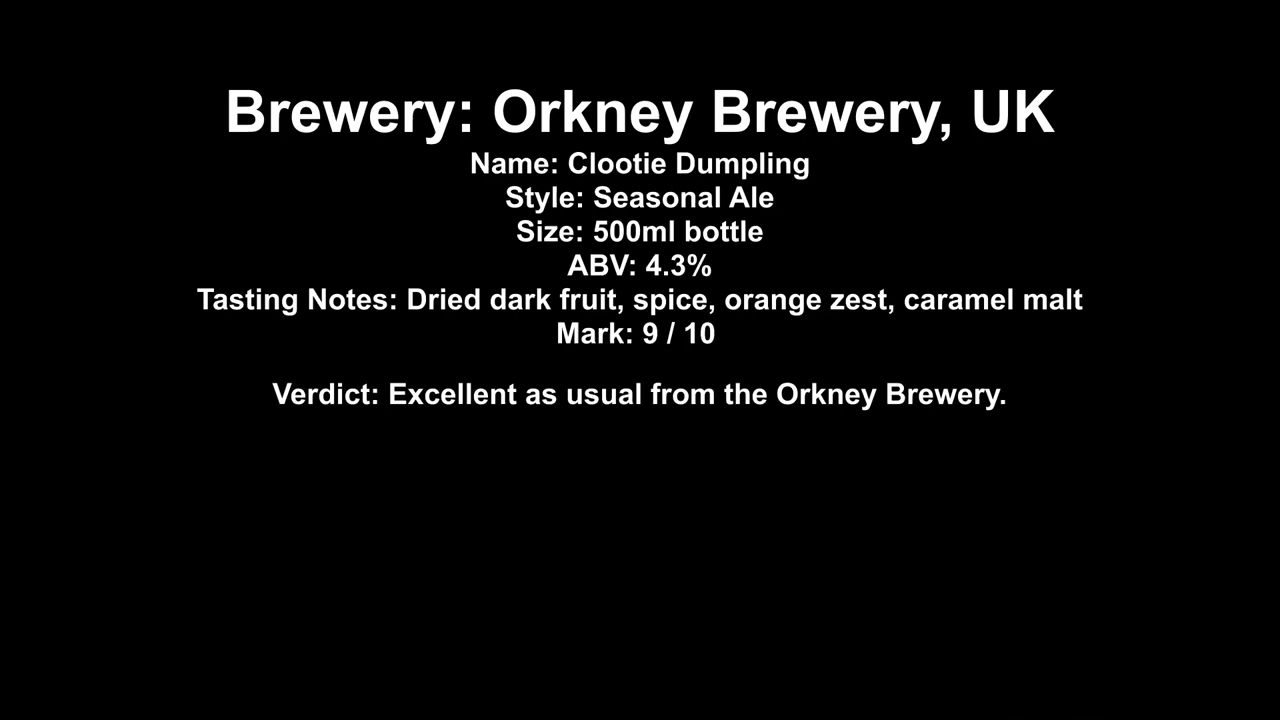 Brewery: Orkney Brewery, UK
Name: Clootie Dumpling
Style: Seasonal Ale
Size: 500ml bottle
ABV: 4.3%
Tasting Notes: Dried dark fruit, spice, orange zest, caramel malt
Mark: 9 / 10
Verdict: Excellent as usual from the Orkney Brewery.